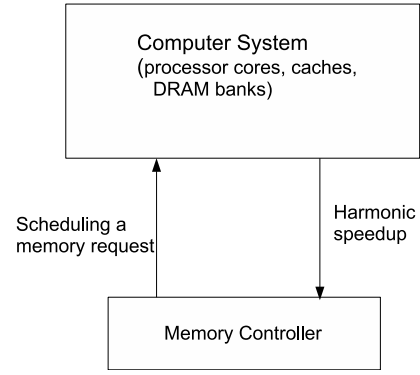 Computer System
(processor cores, caches,
DRAM banks)
Scheduling a
memory request
Harmonic
speedup
Memory Controller